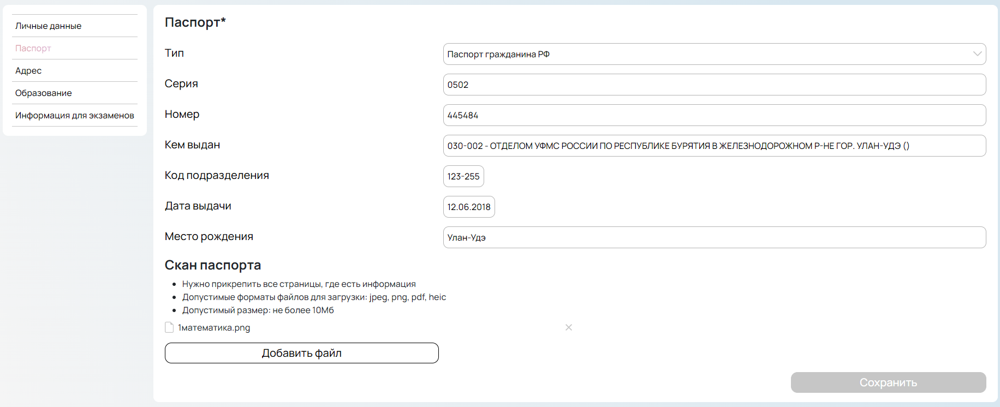 Личные данные
Паспорт
Адрес
Образование
Информация для экзаменов
Паспорт*
Тип
Паспорт гражданина РФ
Серия
0502
Номер
445484
Кем выдан
030-002 - ОТДЕЛОМ УФМС РОССИИ ПО РЕСПУБЛИКЕ БУРЯТИЯ В ЖЕЛЕЗНОДОРОЖНОМ Р-НЕ ГОР. УЛАН-УДЭ ()
Код подразделения
123-255
Дата выдачи
12.06.2018
Место рождения
Улан-Удэ
Скан паспорта
Нужно прикрепить все страницы, где есть информация
Допустимые форматы файлов для загрузки: jpeg, png, pdf, heic
Допустимый размер: не более 10Мб
1математика.png
Добавить файл
Сохранить